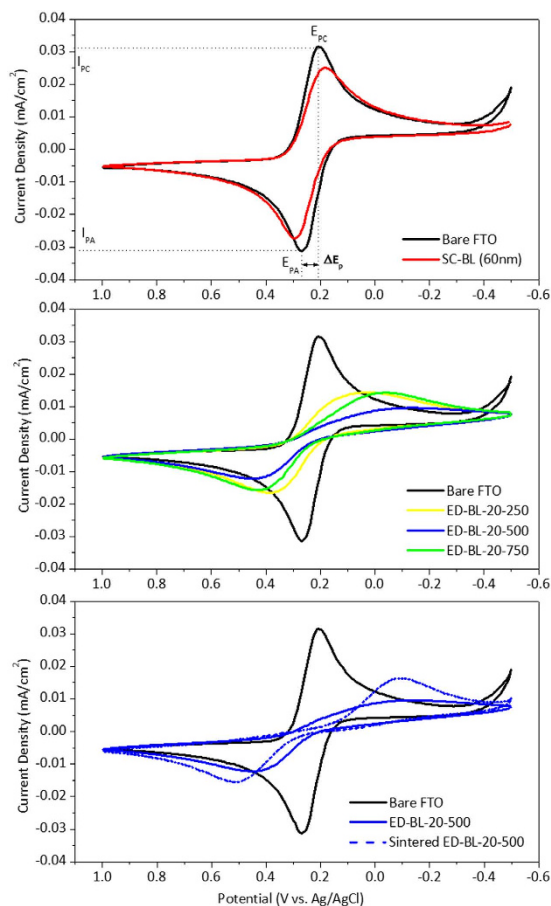 E_PC
0.04
I_PC
0.03
0.02
0.01
0.00
-0.01
-0.02
I_PA
-0.03
E_PA
ΔE_p
-0.04
Current Density (mA/cm²)
Bare FTO
SC-BL (60nm)
1.0 0.8 0.6 0.4 0.2 0.0 -0.2 -0.4 -0.6
0.04
0.03
0.02
0.01
0.00
-0.01
-0.02
-0.03
-0.04
Current Density (mA/cm²)
Bare FTO
ED-BL-20-250
ED-BL-20-500
ED-BL-20-750
1.0 0.8 0.6 0.4 0.2 0.0 -0.2 -0.4 -0.6
0.04
0.03
0.02
0.01
0.00
-0.01
-0.02
-0.03
-0.04
Current Density (mA/cm²)
Bare FTO
ED-BL-20-500
Sintered ED-BL-20-500
1.0 0.8 0.6 0.4 0.2 0.0 -0.2 -0.4 -0.6
Potential (V vs. Ag/AgCl)